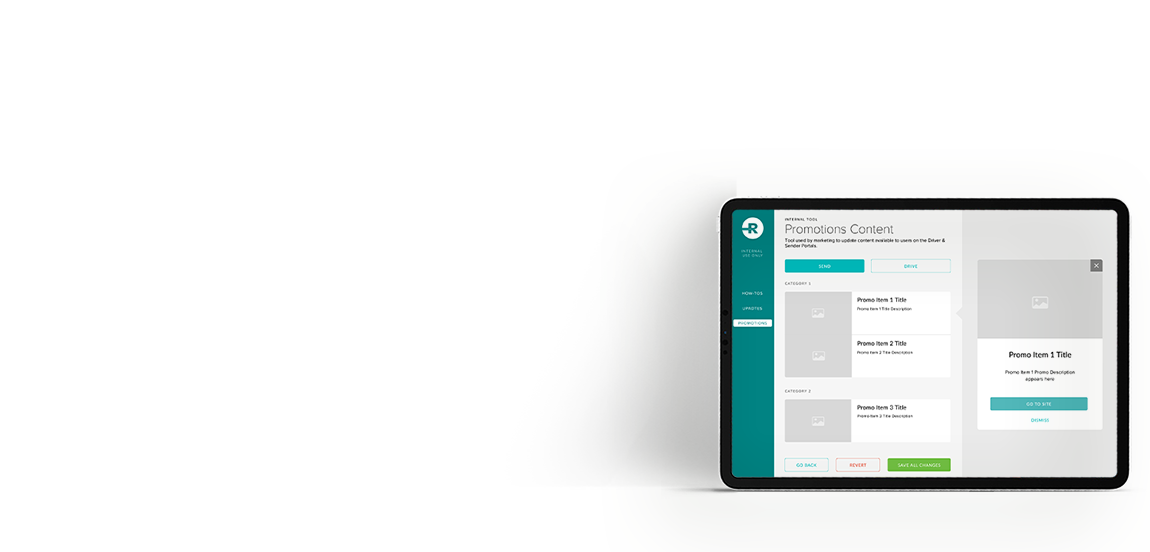 R
INTERNAL
USE ONLY
HOW-TOS
UPDATES
PROMOTIONS
INTERNAL TOOL
Promotions Content
Tool used by marketing to update content available to users on the Driver &
Sender Portals.
SEND
DRIVE
CATEGORY 1
Promo Item 1 Title
Promo Item 1 Title Description
Promo Item 2 Title
Promo Item 2 Title Description
CATEGORY 2
Promo Item 3 Title
Promo Item 3 Title Description
GO BACK
REVERT
SAVE ALL CHANGES
Promo Item 1 Title
Promo Item 1 Promo Description
appears here
GO TO SITE
DISMISS